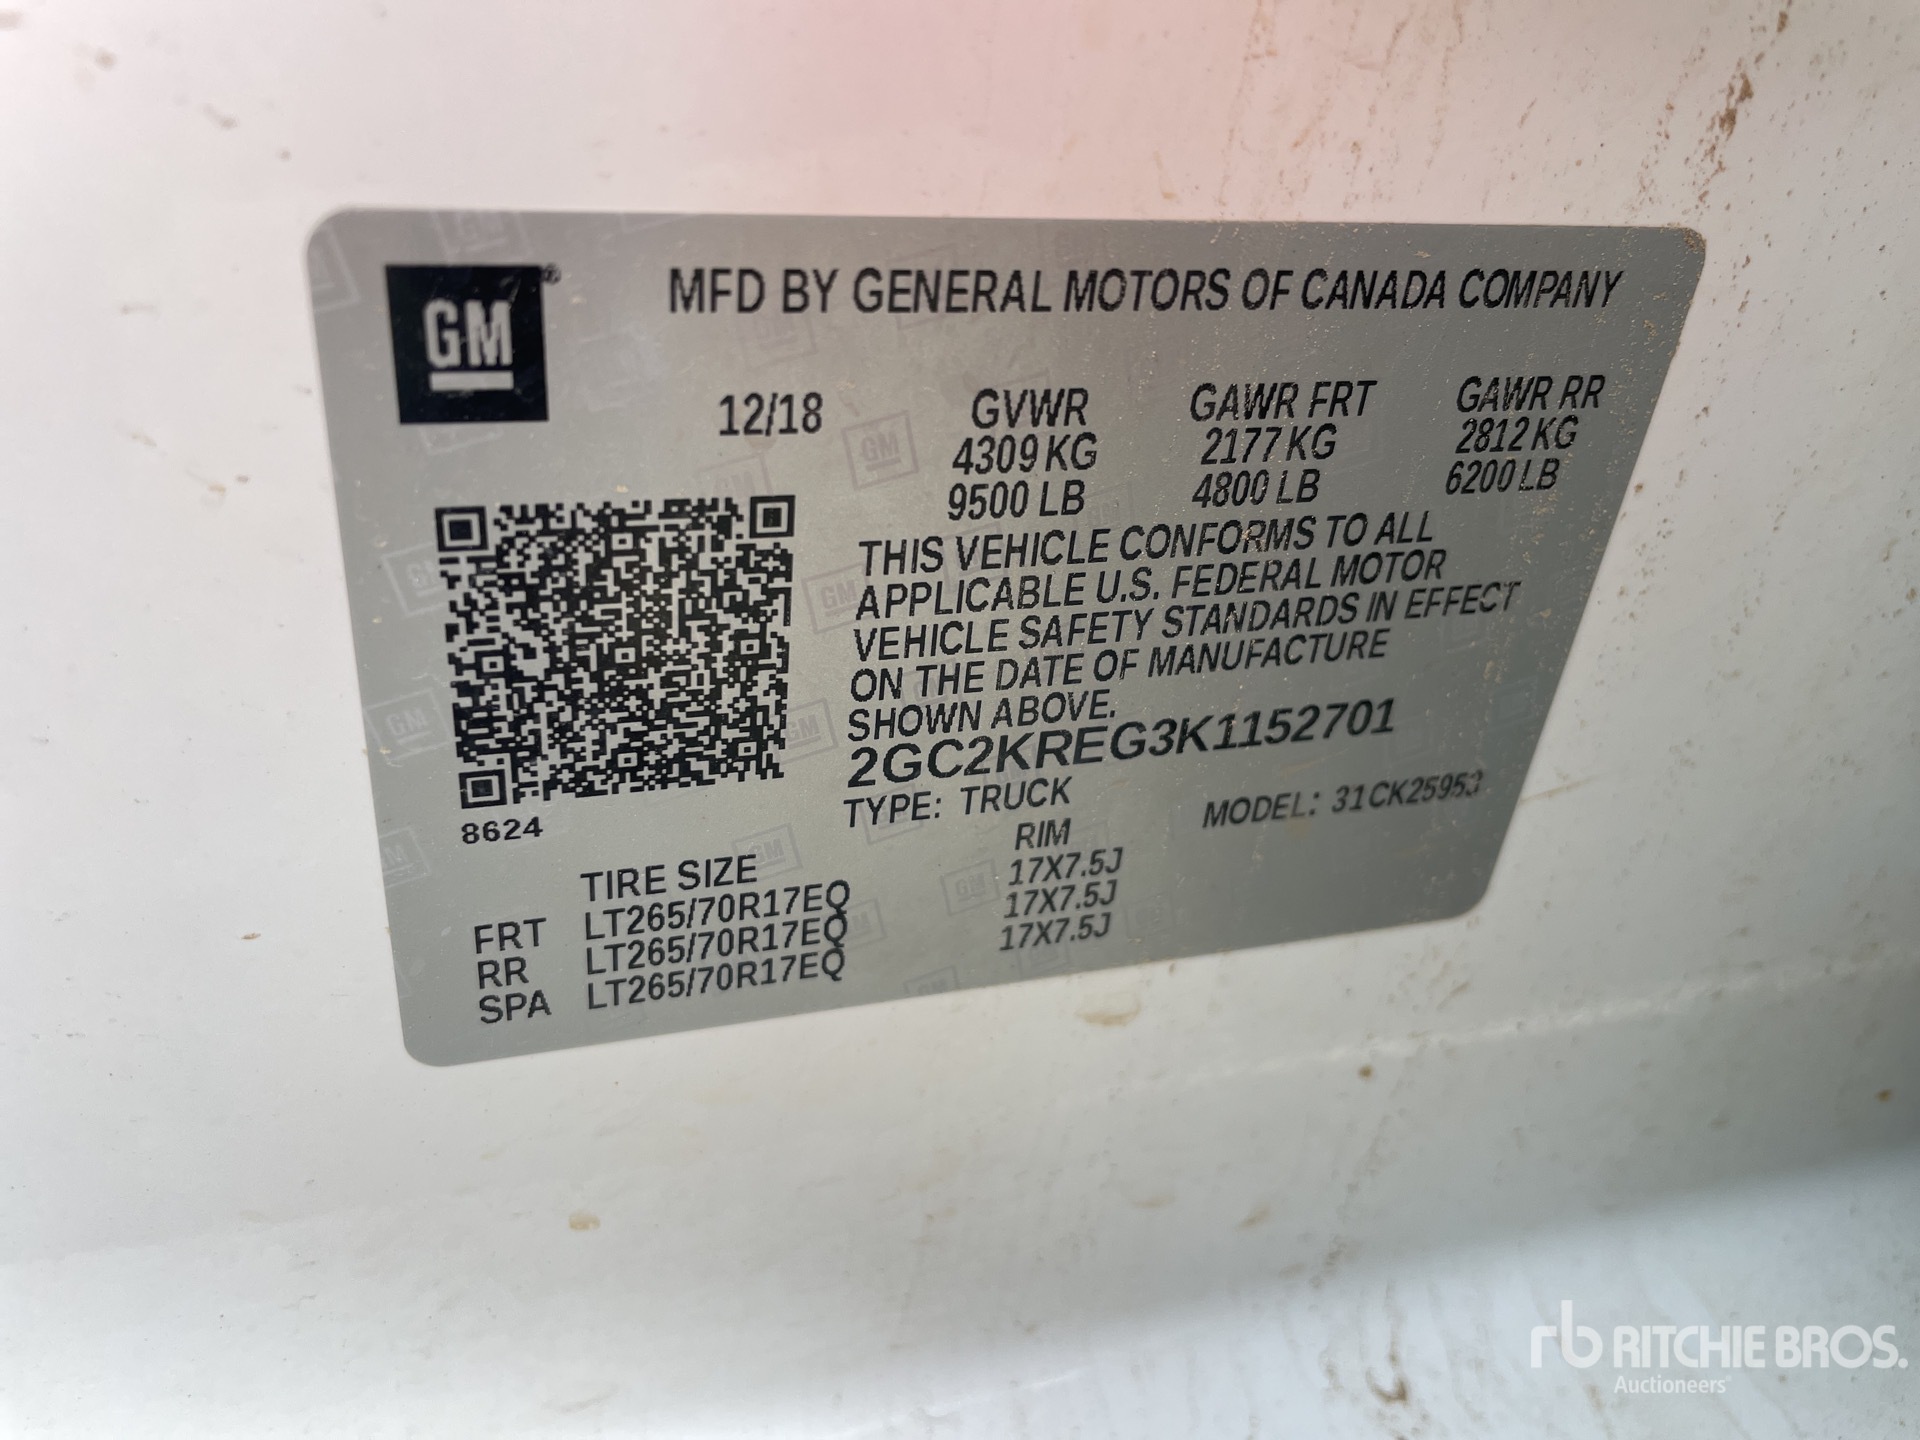 GM®
MFD BY GENERAL MOTORS OF CANADA COMPANY
12/18 GVWR GAWR FRT GAWR RR
4309 KG 2177 KG 2812 KG
9500 LB 4800 LB 6200 LB
THIS VEHICLE CONFORMS TO ALL
APPLICABLE U.S. FEDERAL MOTOR
VEHICLE SAFETY STANDARDS IN EFFECT
ON THE DATE OF MANUFACTURE
SHOWN ABOVE.
2GC2KREG3K1152701
TYPE: TRUCK MODEL: 31CK25953
8624
TIRE SIZE RIM
FRT LT265/70R17EQ 17X7.5J
RR LT265/70R17EQ 17X7.5J
SPA LT265/70R17EQ 17X7.5J
rb RITCHIE BROS.
Auctioneers